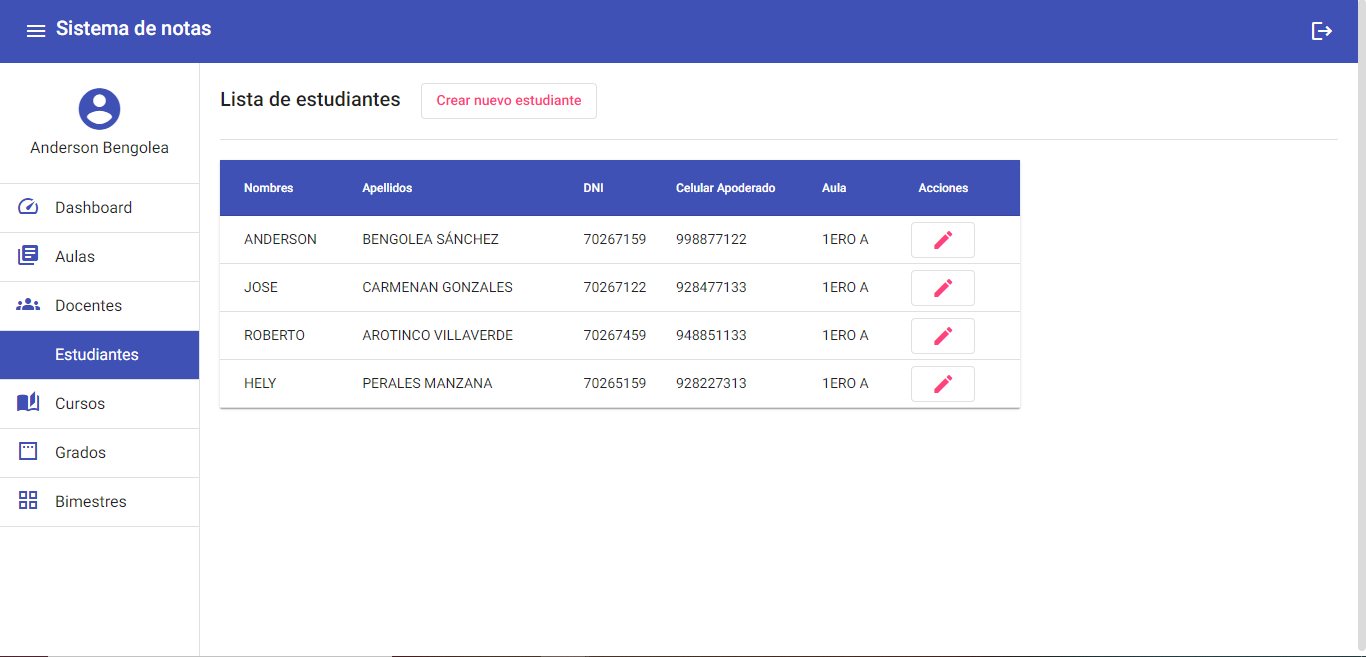 Sistema de notas
Anderson Bengolea
Dashboard
Aulas
Docentes
Estudiantes
Cursos
Grados
Bimestres
Lista de estudiantes Crear nuevo estudiante
Nombres Apellidos DNI Celular Apoderado Aula Acciones
ANDERSON BENGOLEA SÁNCHEZ 70267159 998877122 1ERO A
JOSE CARMENAN GONZALES 70267122 928477133 1ERO A
ROBERTO AROTINCO VILLAVERDE 70267459 948851133 1ERO A
HELY PERALES MANZANA 70265159 928227313 1ERO A